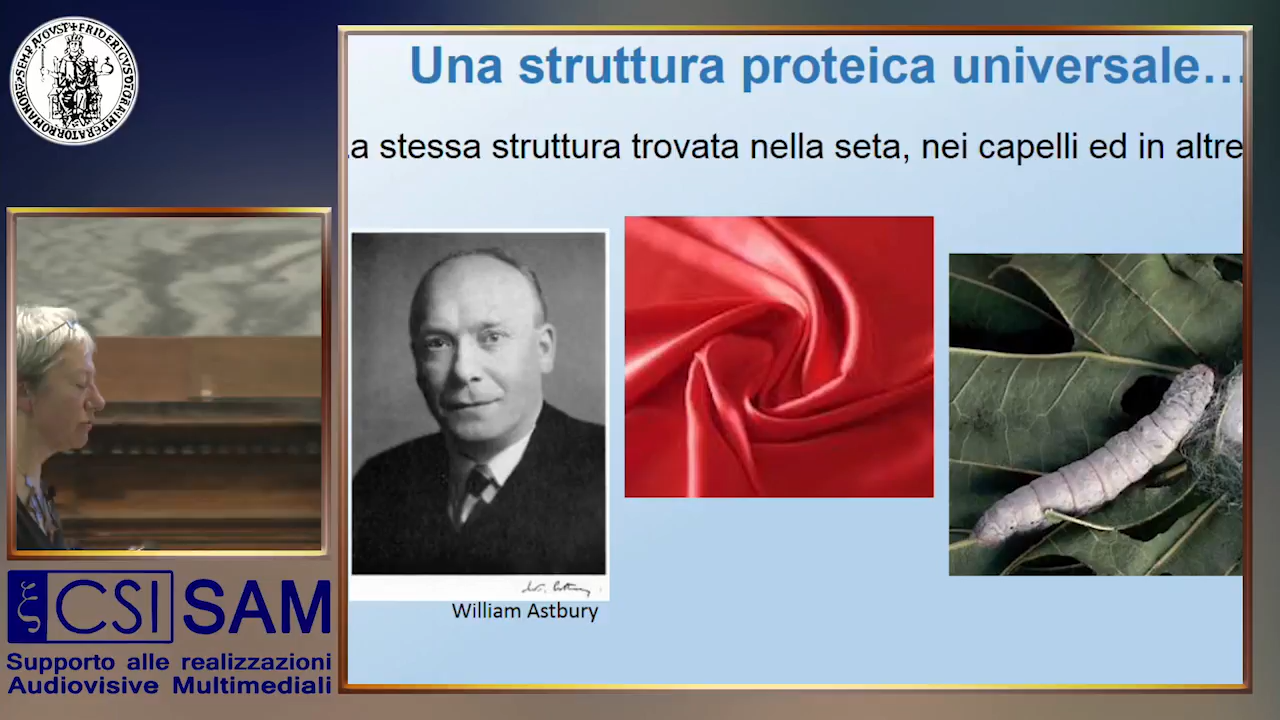 Una struttura proteica universale…
a stessa struttura trovata nella seta, nei capelli ed in altre
William Astbury
CSI SAM
Supporto alle realizzazioni
Audiovisive Multimediali